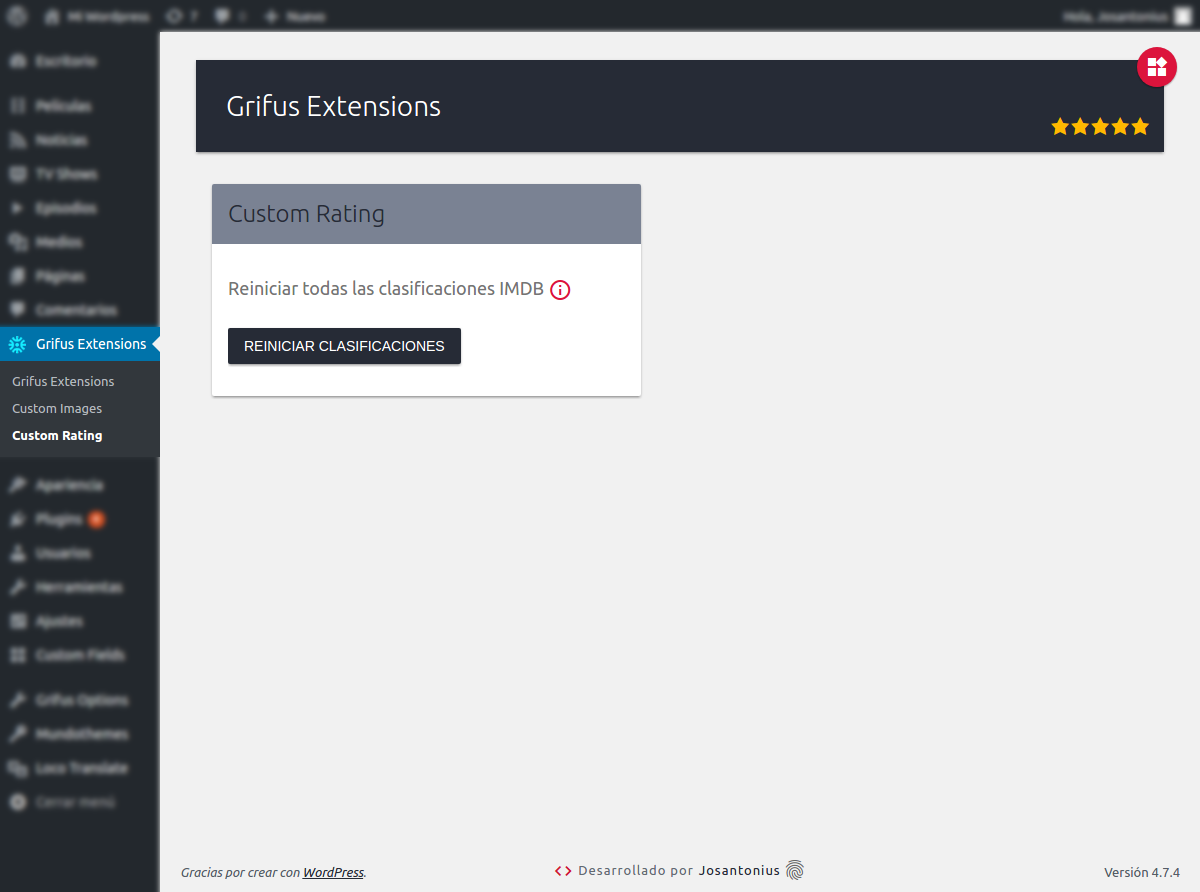 Mi Wordpress 7 Nuevo Hola, Josantonius
Escritorio
Películas
Noticias
TV Shows
Episodios
Medios
Páginas
Comentarios
Grifus Extensions
Grifus Extensions
Custom Images
Custom Rating
Apariencia
Plugins
Usuarios
Herramientas
Ajustes
Custom Fields
Grifus Options
Mundothemes
Loco Translate
Cerrar menú
Grifus Extensions
Custom Rating
Reiniciar todas las clasificaciones IMDB
REINICIAR CLASIFICACIONES
Gracias por crear con WordPress.
Desarrollado por Josantonius
Versión 4.7.4